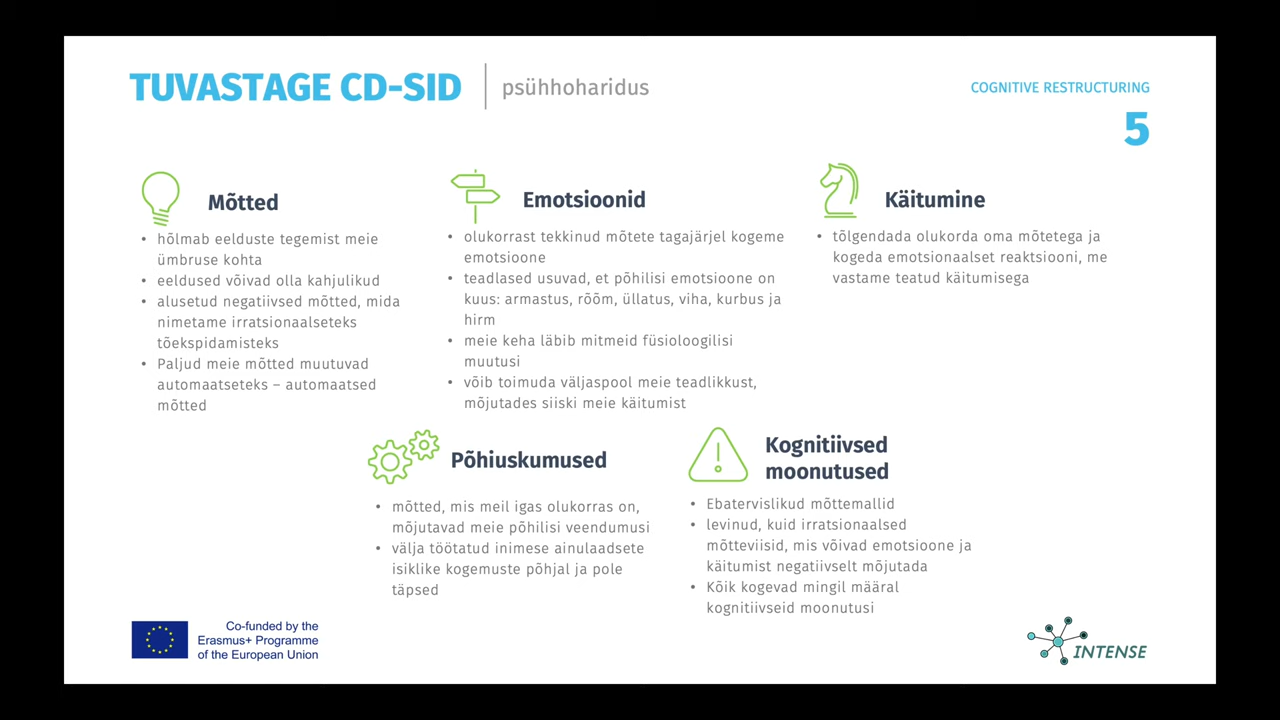 TUVASTAGE CD-SID
psühhoharidus
COGNITIVE RESTRUCTURING
5
Mõtted
• hõlmab eelduste tegemist meie
ümbruse kohta
• eeldused võivad olla kahjulikud
• alusetud negatiivsed mõtted, mida
nimetame irratsionaalseteks
tõekspidamisteks
• Paljud meie mõtted muutuvad
automaatseteks – automaatsed
mõtted
Emotsioonid
• olukorrast tekkinud mõtete tagajärjel kogeme
emotsioone
• teadlased usuvad, et põhilisi emotsioone on
kuus: armastus, rõõm, üllatus, viha, kurbus ja
hirm
• meie keha läbib mitmeid füsioloogilisi
muutusi
• võib toimuda väljaspool meie teadlikkust,
mõjutades siiski meie käitumist
Käitumine
• tõlgendada olukorda oma mõtetega ja
kogeda emotsionaalset reaktsiooni, me
vastame teatud käitumisega
Põhiuskumused
• mõtted, mis meil igas olukorras on,
mõjutavad meie põhilisi veendumusi
• välja töötatud inimese ainulaadsete
isiklike kogemuste põhjal ja pole
täpsed
Kognitiivsed
moonutused
• Ebatervislikud mõttemallid
• levinud, kuid irratsionaalsed
mõtteviisid, mis võivad emotsioone ja
käitumist negatiivselt mõjutada
• Kõik kogevad mingil määral
kognitiivseid moonutusi
Co-funded by the
Erasmus+ Programme
of the European Union
INTENSE